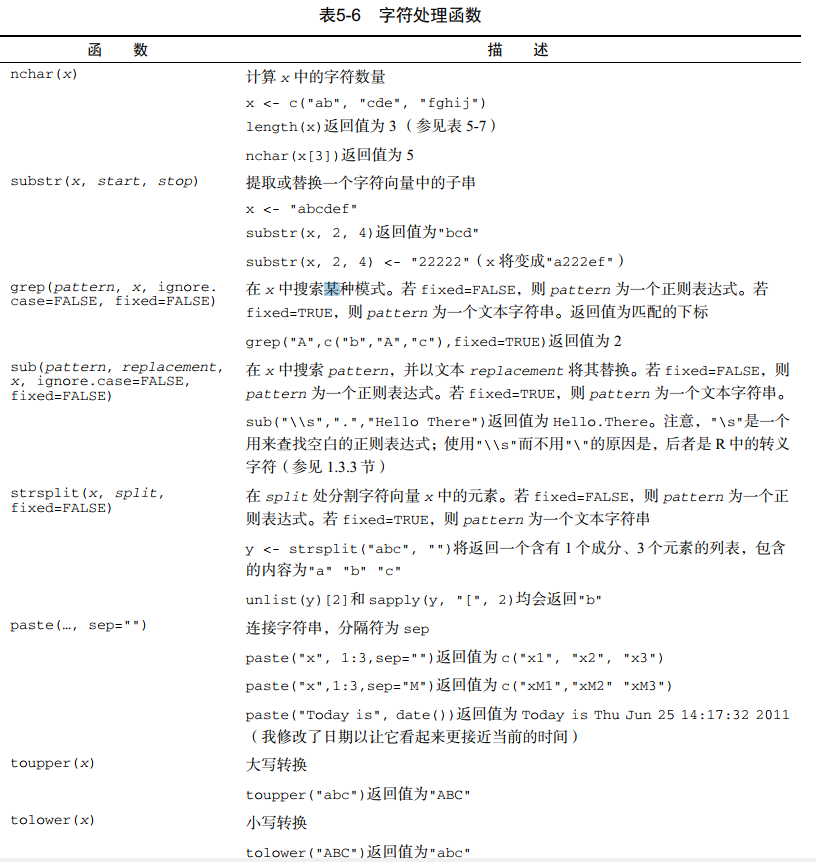 表5-6 字符处理函数
函 数 描 述
nchar(x) 计算 x 中的字符数量
x <- c("ab", "cde", "fghij")
length(x)返回值为 3（参见表 5-7）
nchar(x[3])返回值为 5
substr(x, start, stop) 提取或替换一个字符向量中的子串
x <- "abcdef"
substr(x, 2, 4)返回值为"bcd"
substr(x, 2, 4) <- "22222"（x 将变成"a222ef"）
grep(pattern, x, ignore. 在 x 中搜索某种模式。若 fixed=FALSE，则 pattern 为一个正则表达式。若
case=FALSE, fixed=FALSE) fixed=TRUE，则 pattern 为一个文本字符串。返回值为匹配的下标
grep("A",c("b","A","c"),fixed=TRUE)返回值为 2
sub(pattern, replacement, 在 x 中搜索 pattern，并以文本 replacement 将其替换。若 fixed=FALSE，则
x, ignore.case=FALSE, pattern 为一个正则表达式。若 fixed=TRUE，则 pattern 为一个文本字符串。
fixed=FALSE)
sub("\\s",".","Hello There")返回值为 Hello.There。注意，"\s"是一个
用来查找空白的正则表达式；使用"\\s"而不用"\"的原因是，后者是 R 中的转义
字符（参见 1.3.3 节）
strsplit(x, split, 在 split 处分割字符向量 x 中的元素。若 fixed=FALSE，则 pattern 为一个正
fixed=FALSE) 则表达式。若 fixed=TRUE，则 pattern 为一个文本字符串
y <- strsplit("abc", "")将返回一个含有 1 个成分、3 个元素的列表，包含
的内容为"a" "b" "c"
unlist(y)[2]和 sapply(y, "[", 2)均会返回"b"
paste(…, sep="") 连接字符串，分隔符为 sep
paste("x", 1:3,sep="")返回值为 c("x1", "x2", "x3")
paste("x",1:3,sep="M")返回值为 c("xM1","xM2" "xM3")
paste("Today is", date())返回值为 Today is Thu Jun 25 14:17:32 2011
（我修改了日期以让它看起来更接近当前的时间）
toupper(x) 大写转换
toupper("abc")返回值为"ABC"
tolower(x) 小写转换
tolower("ABC")返回值为"abc"